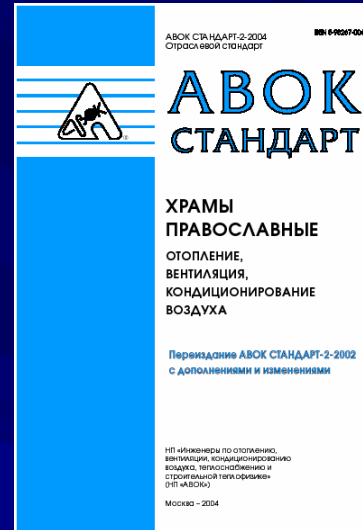 АВОК СТАНДАРТ-2-2004
Отраслевой стандарт
АВОК
АВОК
СТАНДАРТ
ХРАМЫ
ПРАВОСЛАВНЫЕ
ОТОПЛЕНИЕ,
ВЕНТИЛЯЦИЯ,
КОНДИЦИОНИРОВАНИЕ
ВОЗДУХА
Переиздание АВОК СТАНДАРТ-2-2002
с дополнениями и изменениями
НП «Инженеры по отоплению,
вентиляции, кондиционированию
воздуха, теплоснабжению и
строительной теплофизике»
(НП «АВОК»)
Москва – 2004